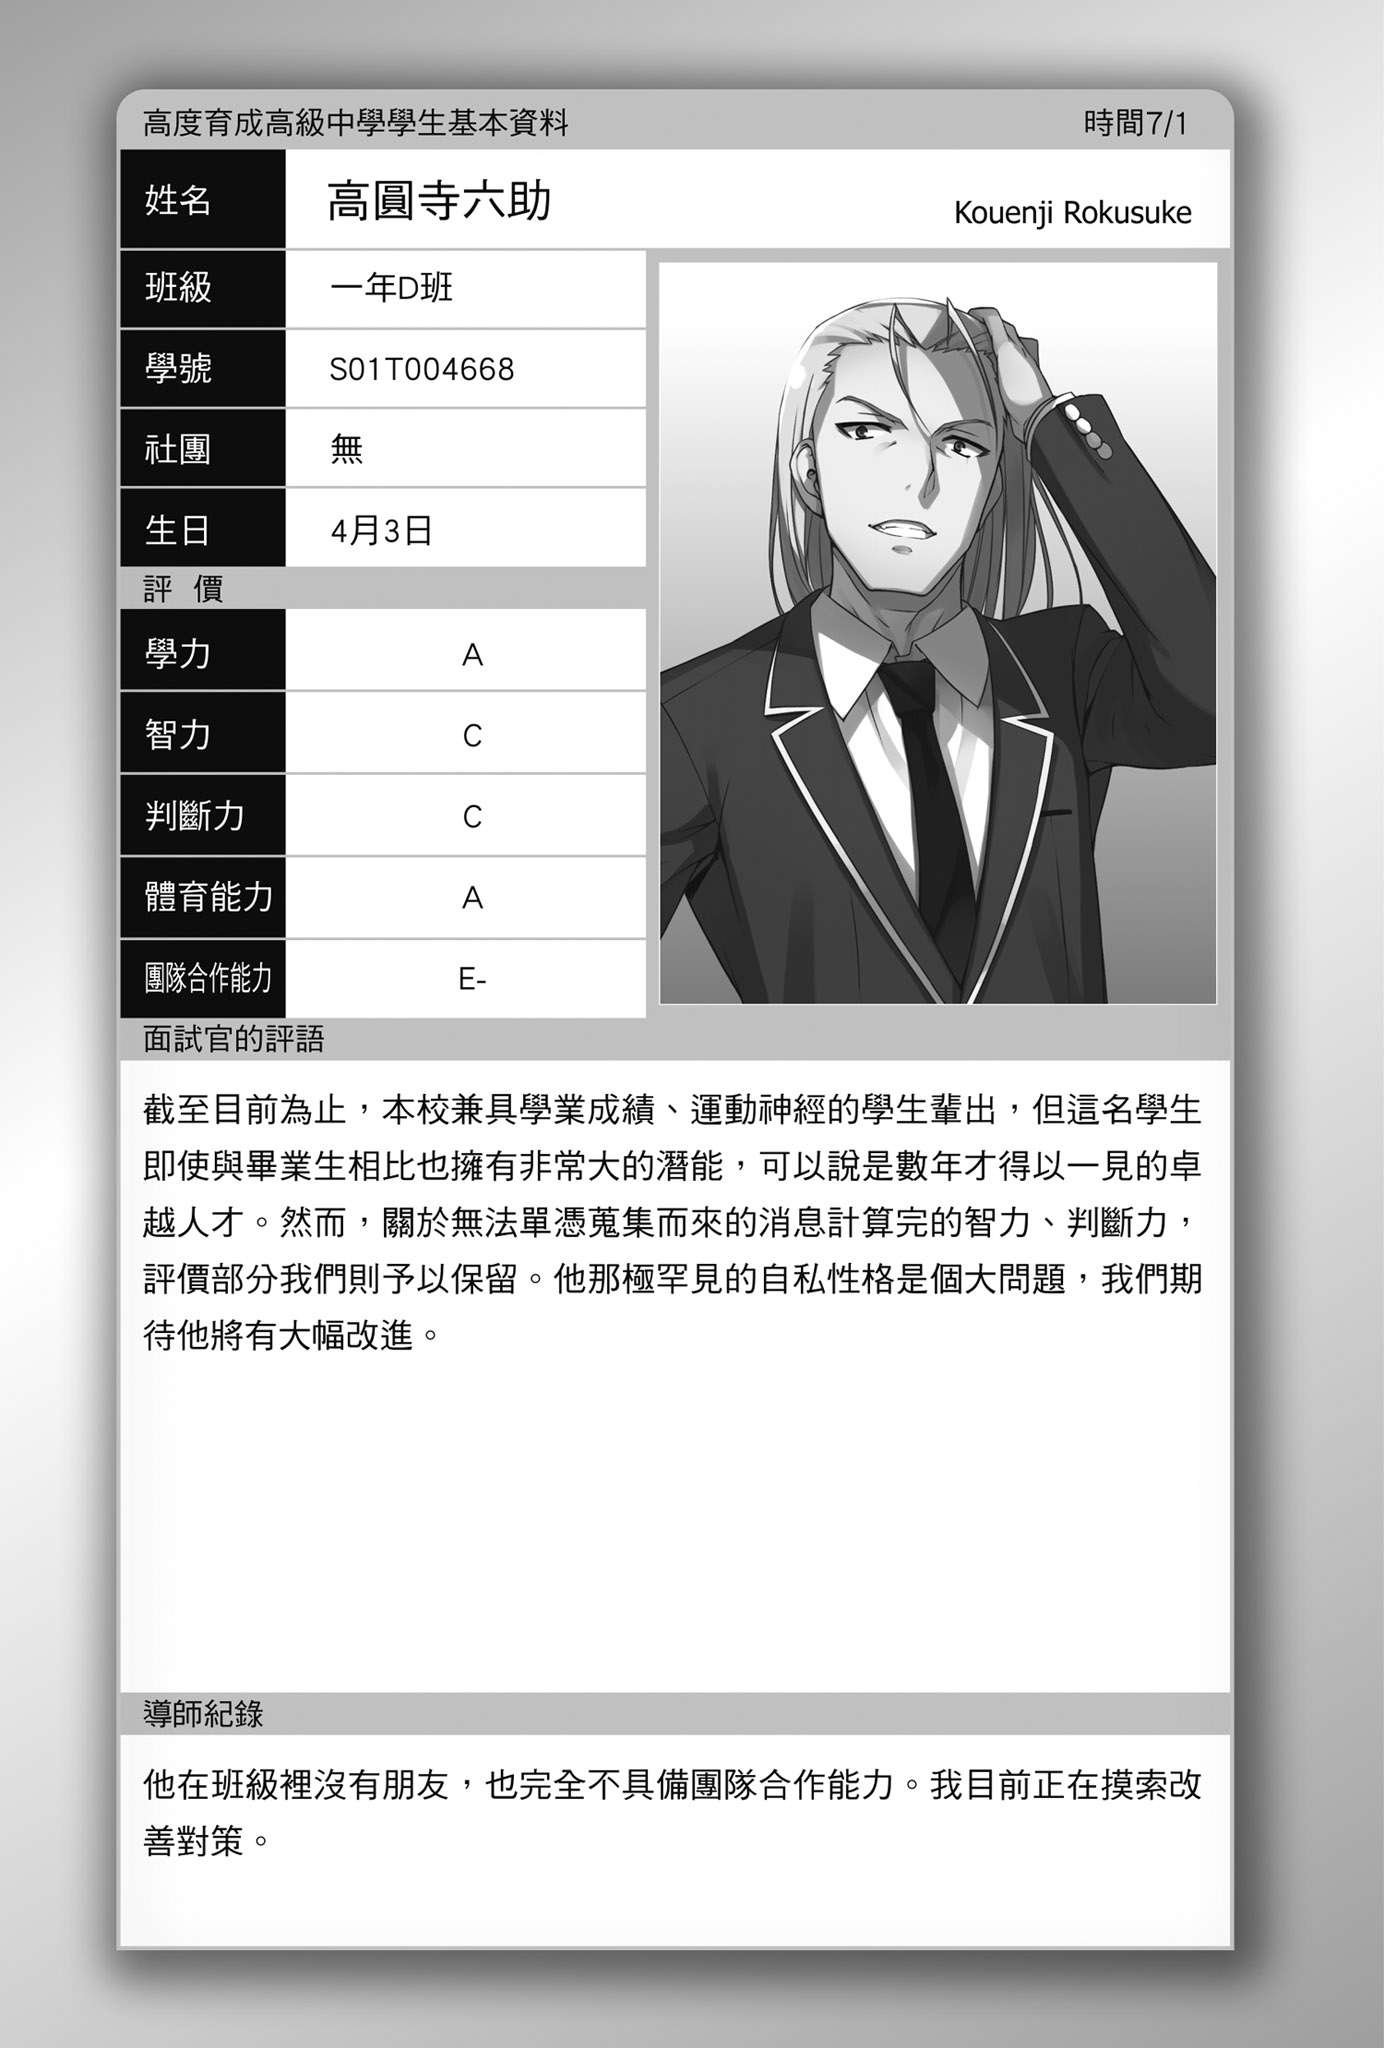 高度育成高級中學學生基本資料 時間7/1
姓名 高圓寺六助 Kouenji Rokusuke
班級 一年D班
學號 S01T004668
社團 無
生日 4月3日
評 價
學力 A
智力 C
判斷力 C
體育能力 A
團隊合作能力 E-
面試官的評語
截至目前為止，本校兼具學業成績、運動神經的學生輩出，但這名學生
即使與畢業生相比也擁有非常大的潛能，可以說是數年才得以一見的卓
越人才。然而，關於無法單憑蒐集而來的消息計算完的智力、判斷力，
評價部分我們則予以保留。他那極罕見的自私性格是個大問題，我們期
待他將有大幅改進。
導師紀錄
他在班級裡沒有朋友，也完全不具備團隊合作能力。我目前正在摸索改
善對策。